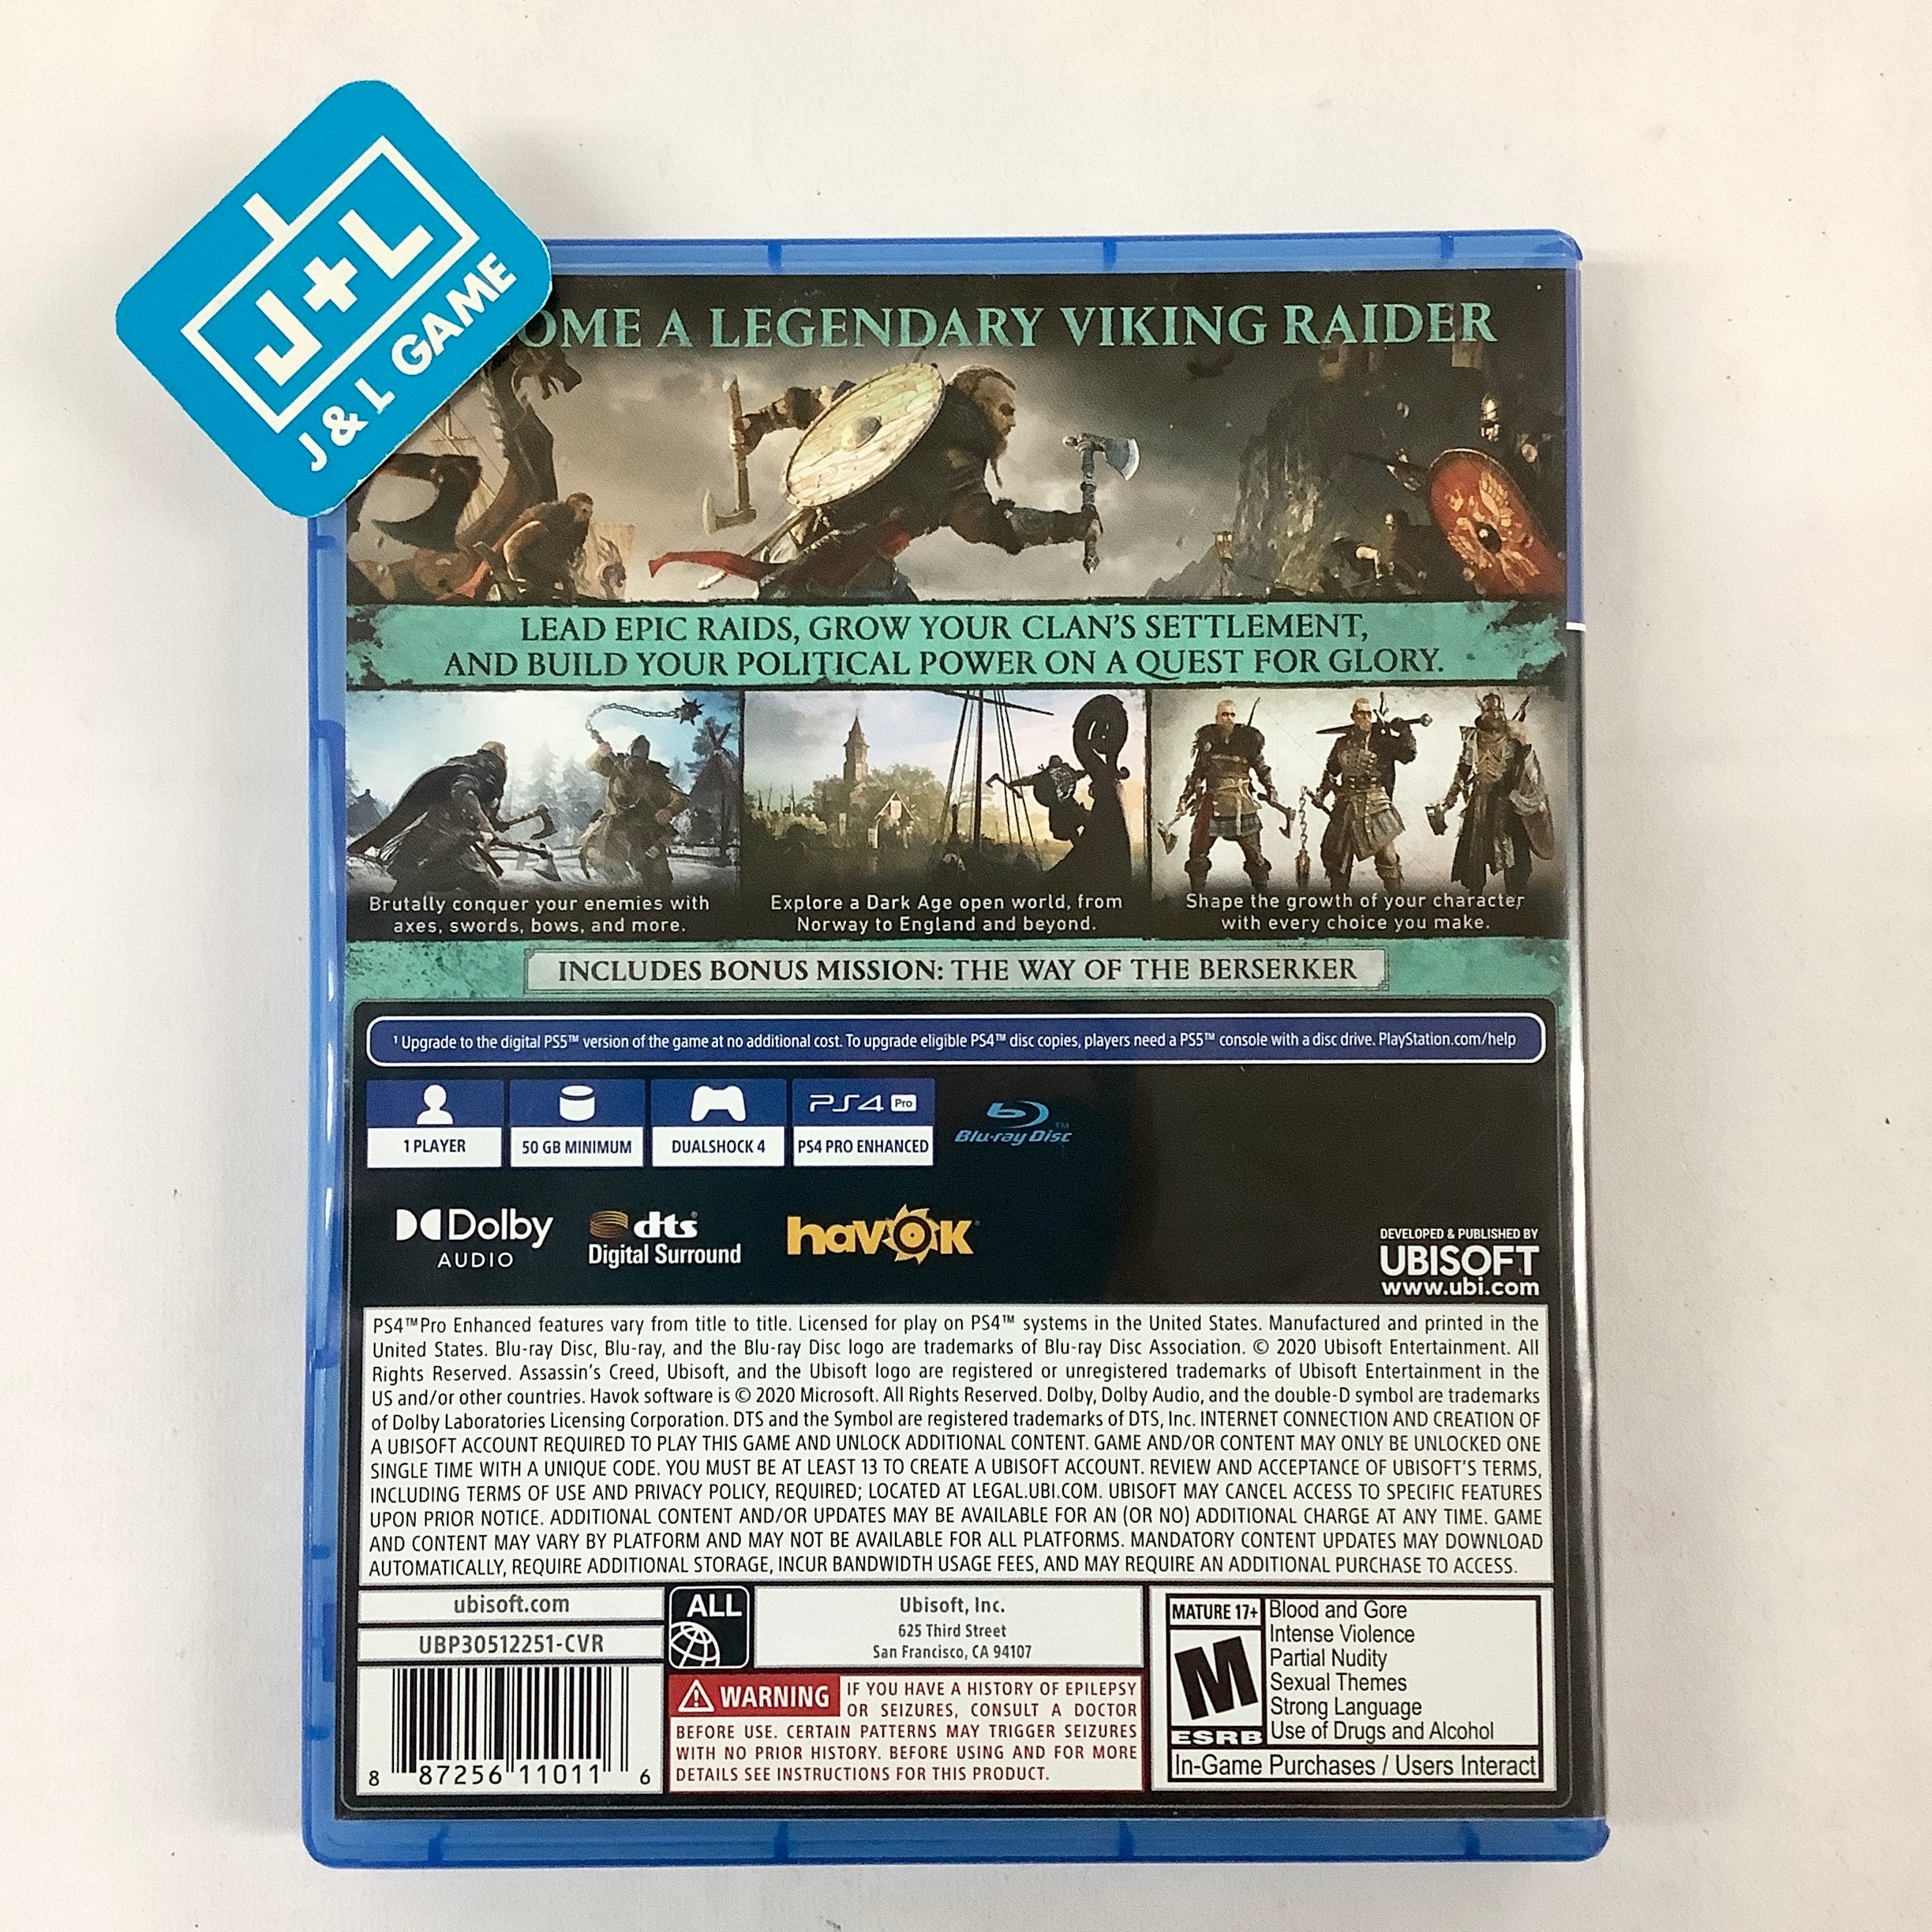 J+L
J & L GAME
OME A LEGENDARY VIKING RAIDER
LEAD EPIC RAIDS, GROW YOUR CLAN'S SETTLEMENT,
AND BUILD YOUR POLITICAL POWER ON A QUEST FOR GLORY.
Brutally conquer your enemies with
axes, swords, bows, and more.
Explore a Dark Age open world, from
Norway to England and beyond.
Shape the growth of your character
with every choice you make.
INCLUDES BONUS MISSION: THE WAY OF THE BERSERKER
¹ Upgrade to the digital PS5™ version of the game at no additional cost. To upgrade eligible PS4™ disc copies, players need a PS5™ console with a disc drive. PlayStation.com/help
1 PLAYER
50 GB MINIMUM
DUALSHOCK 4
PS4 Pro
PS4 PRO ENHANCED
Blu-ray Disc™
Dolby
AUDIO
dts®
Digital Surround
havoK®
DEVELOPED & PUBLISHED BY
UBISOFT
www.ubi.com
PS4™Pro Enhanced features vary from title to title. Licensed for play on PS4™ systems in the United States. Manufactured and printed in the
United States. Blu-ray Disc, Blu-ray, and the Blu-ray Disc logo are trademarks of Blu-ray Disc Association. © 2020 Ubisoft Entertainment. All
Rights Reserved. Assassin's Creed, Ubisoft, and the Ubisoft logo are registered or unregistered trademarks of Ubisoft Entertainment in the
US and/or other countries. Havok software is © 2020 Microsoft. All Rights Reserved. Dolby, Dolby Audio, and the double-D symbol are trademarks
of Dolby Laboratories Licensing Corporation. DTS and the Symbol are registered trademarks of DTS, Inc. INTERNET CONNECTION AND CREATION OF
A UBISOFT ACCOUNT REQUIRED TO PLAY THIS GAME AND UNLOCK ADDITIONAL CONTENT. GAME AND/OR CONTENT MAY ONLY BE UNLOCKED ONE
SINGLE TIME WITH A UNIQUE CODE. YOU MUST BE AT LEAST 13 TO CREATE A UBISOFT ACCOUNT. REVIEW AND ACCEPTANCE OF UBISOFT'S TERMS,
INCLUDING TERMS OF USE AND PRIVACY POLICY, REQUIRED; LOCATED AT LEGAL.UBI.COM. UBISOFT MAY CANCEL ACCESS TO SPECIFIC FEATURES
UPON PRIOR NOTICE. ADDITIONAL CONTENT AND/OR UPDATES MAY BE AVAILABLE FOR AN (OR NO) ADDITIONAL CHARGE AT ANY TIME. GAME
AND CONTENT MAY VARY BY PLATFORM AND MAY NOT BE AVAILABLE FOR ALL PLATFORMS. MANDATORY CONTENT UPDATES MAY DOWNLOAD
AUTOMATICALLY, REQUIRE ADDITIONAL STORAGE, INCUR BANDWIDTH USAGE FEES, AND MAY REQUIRE AN ADDITIONAL PURCHASE TO ACCESS.
ubisoft.com
UBP30512251-CVR
8 87256 11011 6
ALL
Ubisoft, Inc.
625 Third Street
San Francisco, CA 94107
WARNING IF YOU HAVE A HISTORY OF EPILEPSY
OR SEIZURES, CONSULT A DOCTOR
BEFORE USE. CERTAIN PATTERNS MAY TRIGGER SEIZURES
WITH NO PRIOR HISTORY. BEFORE USING AND FOR MORE
DETAILS SEE INSTRUCTIONS FOR THIS PRODUCT.
MATURE 17+
M
ESRB
Blood and Gore
Intense Violence
Partial Nudity
Sexual Themes
Strong Language
Use of Drugs and Alcohol
In-Game Purchases / Users Interact